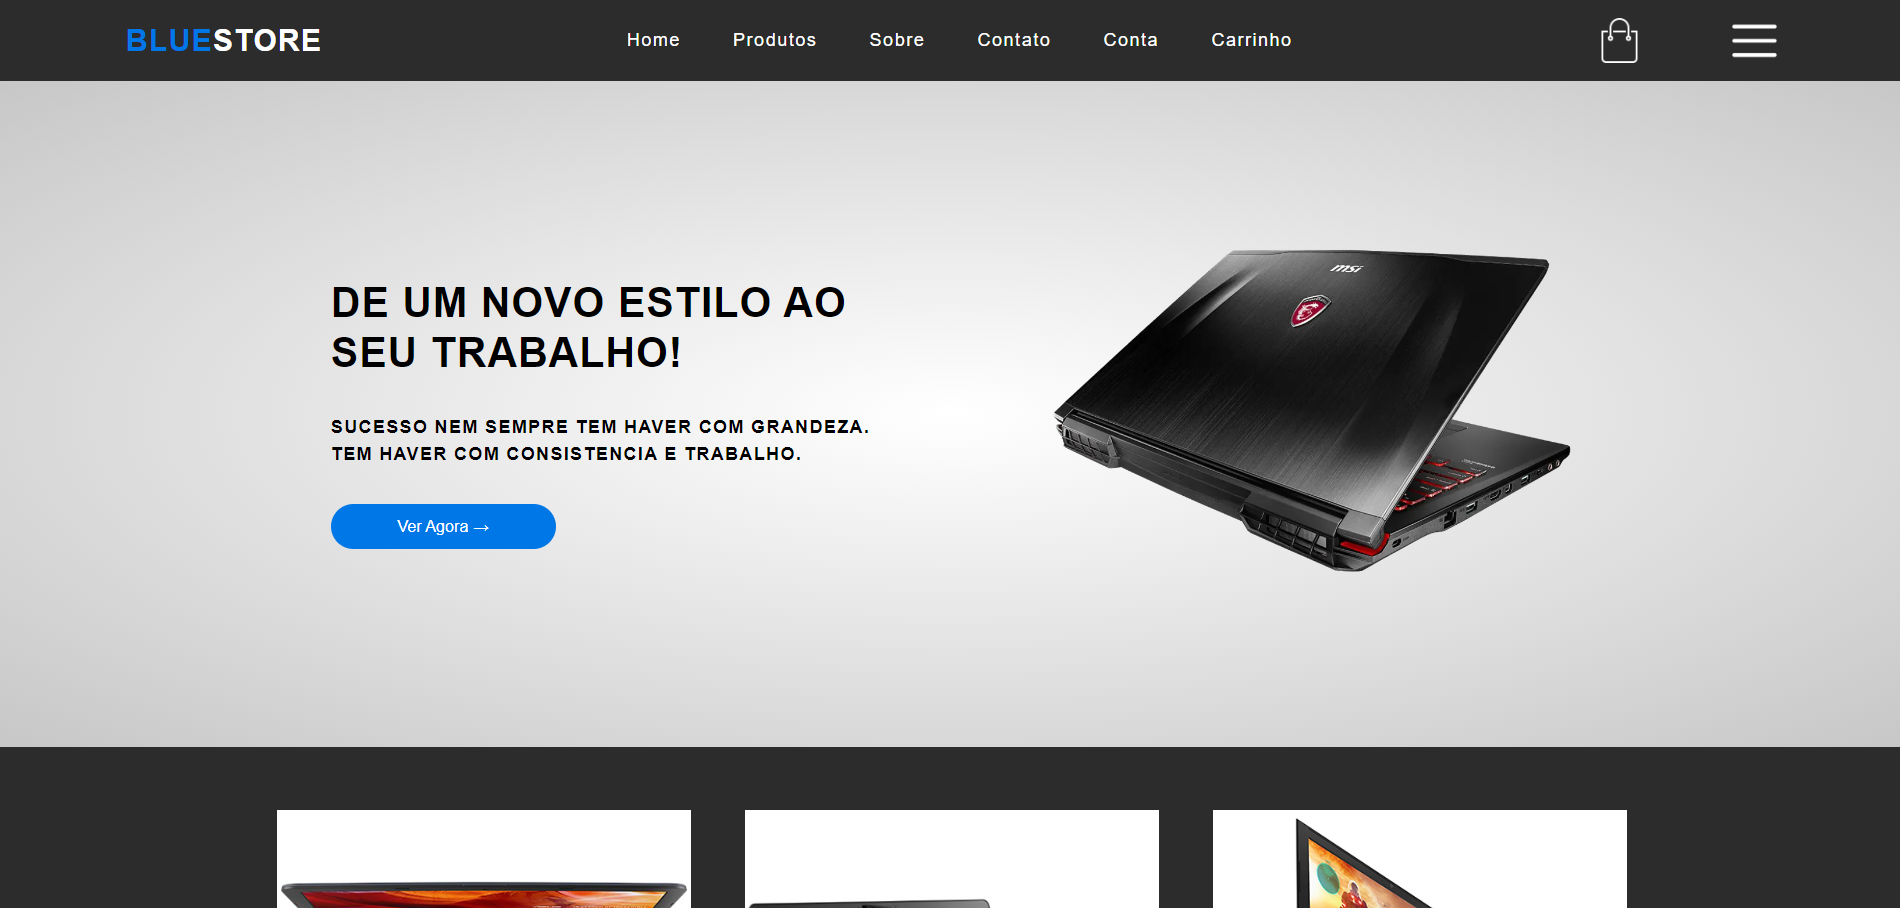 BLUESTORE
Home Produtos Sobre Contato Conta Carrinho
DE UM NOVO ESTILO AO
SEU TRABALHO!
SUCESSO NEM SEMPRE TEM HAVER COM GRANDEZA.
TEM HAVER COM CONSISTENCIA E TRABALHO.
Ver Agora →
msi